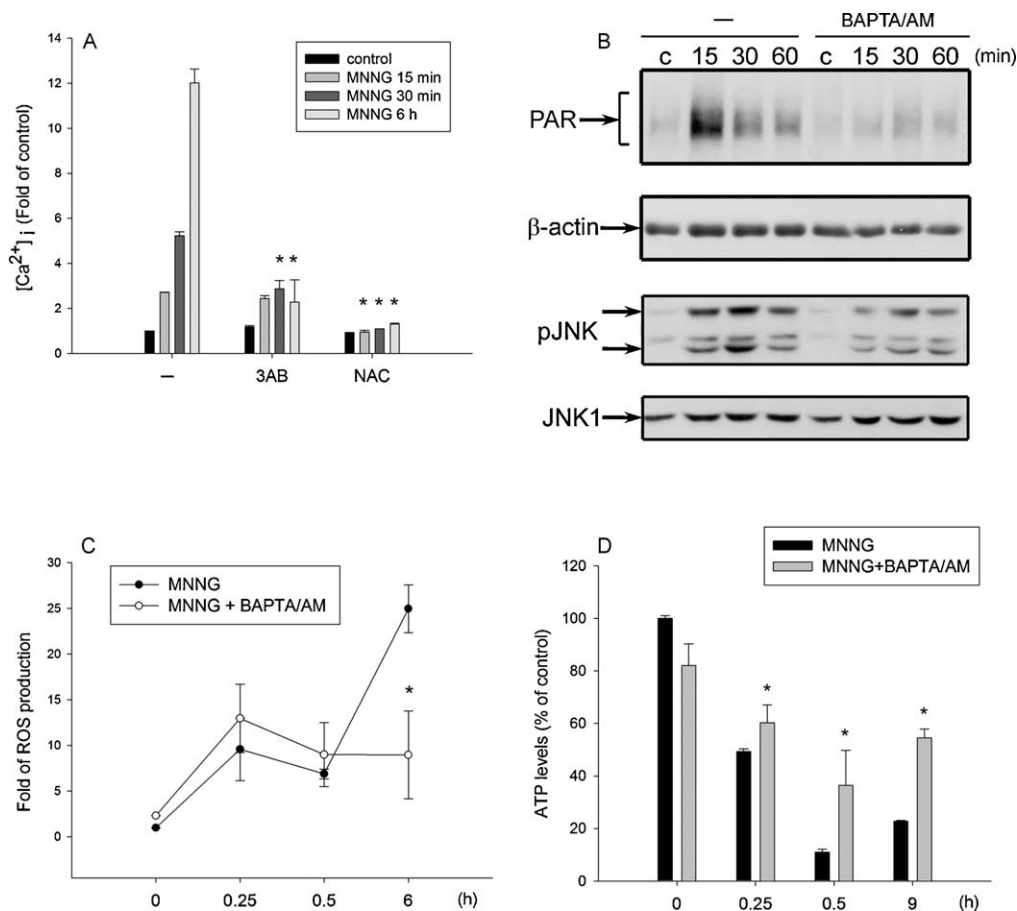 A
14
12
10
8
6
4
2
0
[Ca²⁺]ᵢ (Fold of control)
control
MNNG 15 min
MNNG 30 min
MNNG 6 h
* *
* * *
– 3AB NAC
B
– BAPTA/AM
c 15 30 60 c 15 30 60 (min)
PAR
β-actin
pJNK
JNK1
C
30
25
20
15
10
5
0
Fold of ROS production
MNNG
MNNG + BAPTA/AM
*
0 0.25 0.5 6 (h)
D
MNNG
MNNG+BAPTA/AM
120
100
80
60
40
20
0
ATP levels (% of control)
* * *
0 0.25 0.5 9 (h)